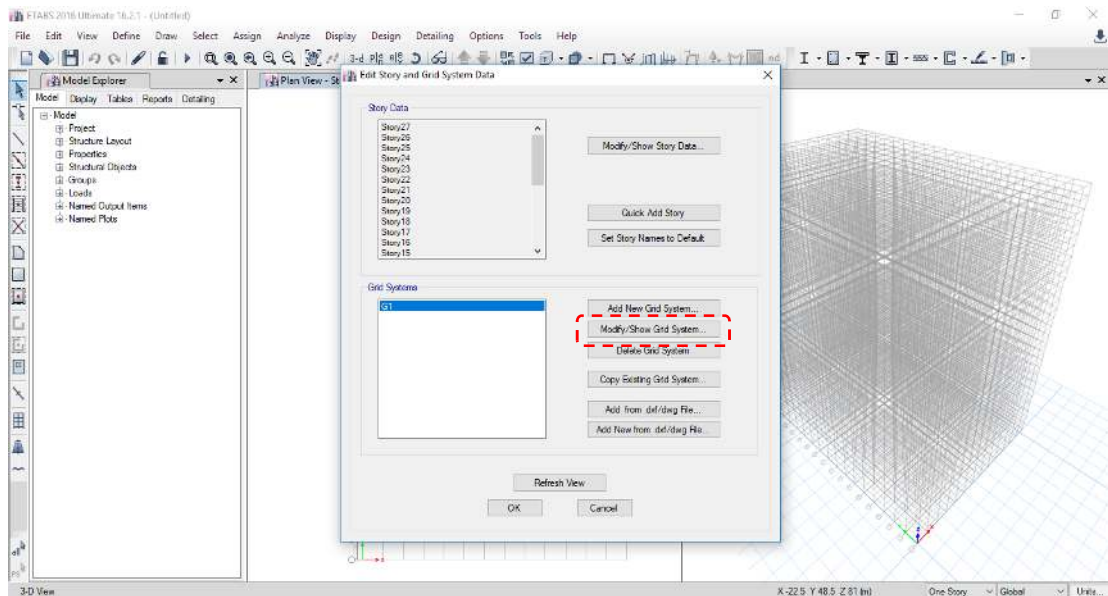 ETABS 2016 Ultimate 16.2.1 - (Untitled)
File Edit View Define Draw Select Assign Analyze Display Design Detailing Options Tools Help
3-d
Model Explorer
Plan View - St
Model Display Tables Reports Detailing
Model
Project
Structure Layout
Properties
Structural Objects
Groups
Loads
Named Output Items
Named Plots
Edit Story and Grid System Data
Story Data
Story27
Story26
Story25
Story24
Story23
Story22
Story21
Story20
Story19
Story18
Story17
Story16
Story15
Modify/Show Story Data...
Quick Add Story
Set Story Names to Default
Grid Systems
G1
Add New Grid System...
Modify/Show Grid System...
Delete Grid System
Copy Existing Grid System...
Add from .dxf/dwg File...
Add New from .dxf/dwg File...
Refresh View
OK Cancel
all
ps
3-D View
X -22.5 Y 48.5 Z 81 (m) One Story Global Units...